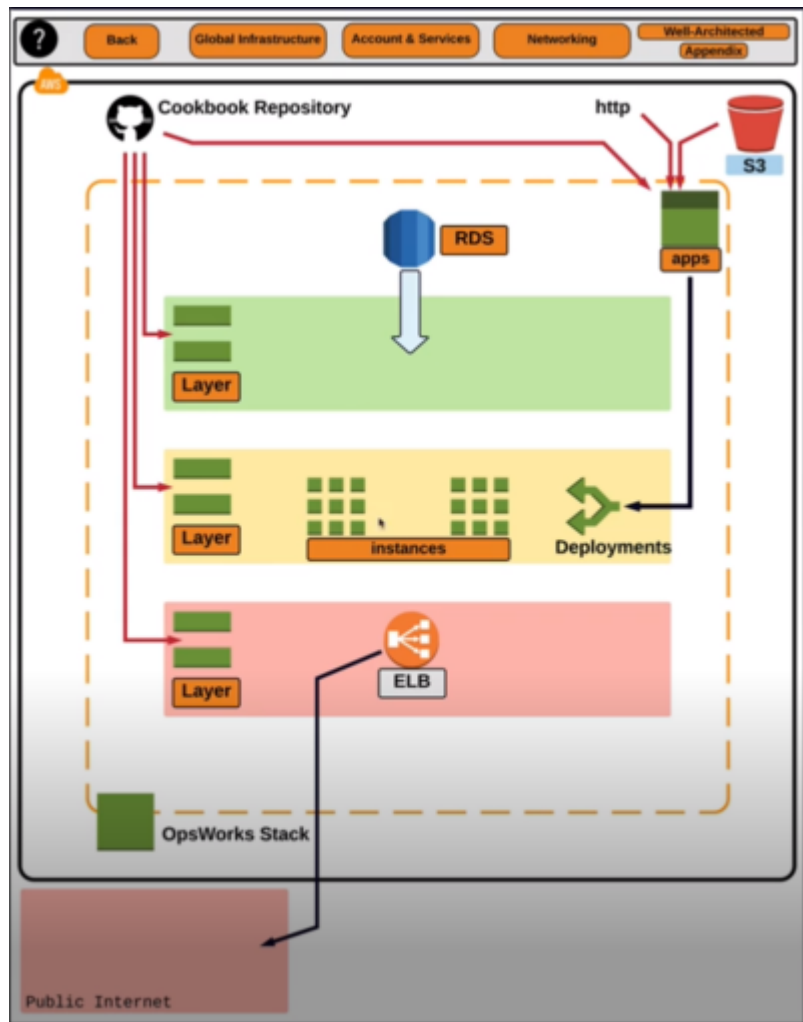 ?
Back
Global Infrastructure
Account & Services
Networking
Well-Architected
Appendix
AWS
Cookbook Repository
http
S3
RDS
apps
Layer
Layer
instances
Deployments
Layer
ELB
OpsWorks Stack
Public Internet